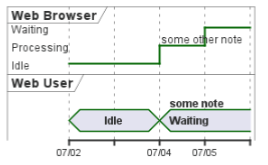 Web Browser
Waiting
some other note
Processing
Idle
Web User
some note
Idle
Waiting
07/02
07/04
07/05